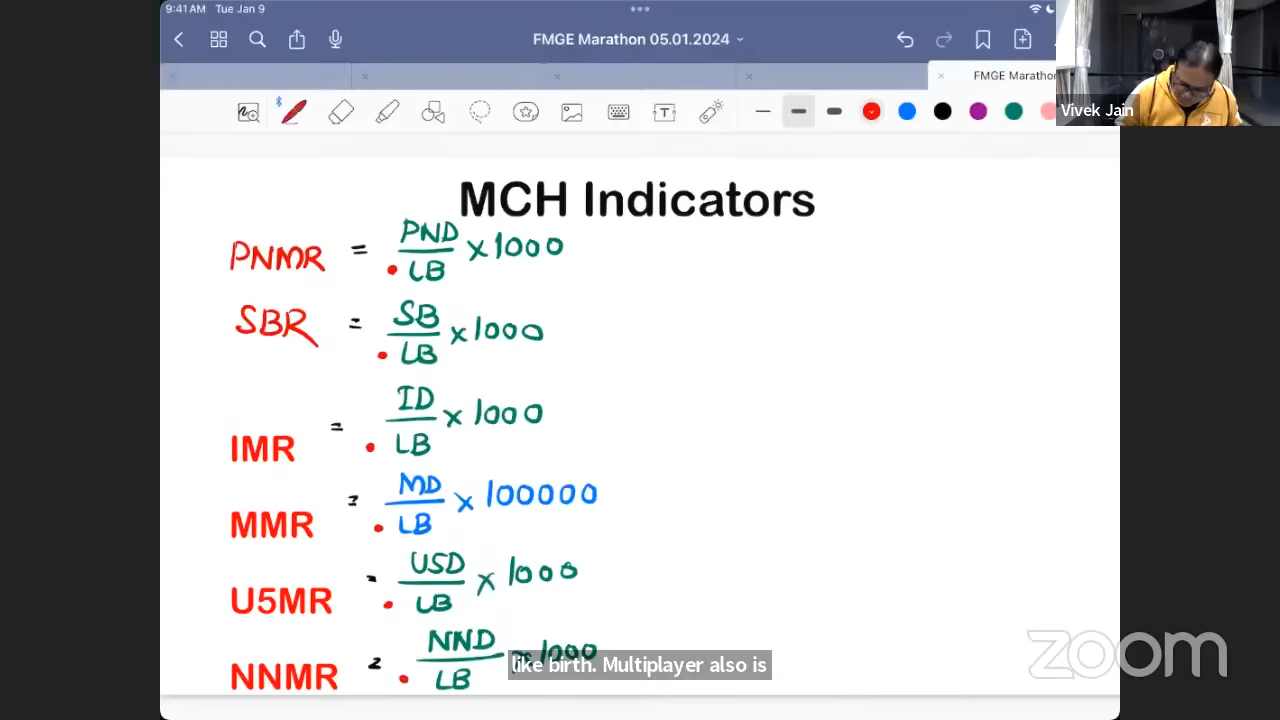 9:41 AM Tue Jan 9
FMGE Marathon 05.01.2024
FMGE Marathon
Vivek Jain
MCH Indicators
PNMR = PND/LB x 1000
SBR = SB/LB x 1000
IMR = ID/LB x 1000
MMR = MD/LB x 100000
U5MR = U5D/LB x 1000
NNMR = NND/LB x 1000
like birth. Multiplayer also is
zoom